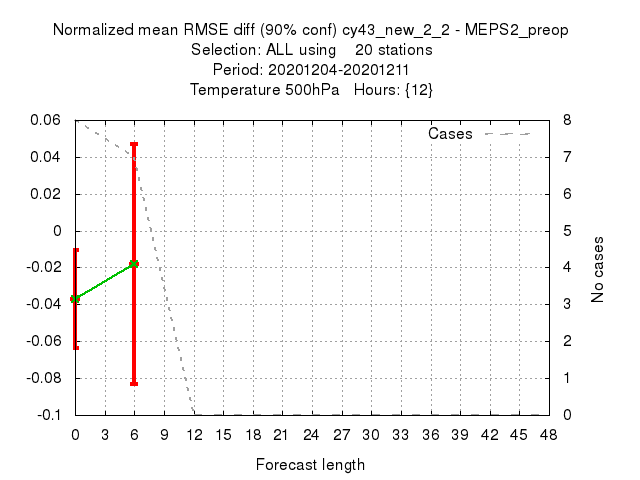 Normalized mean RMSE diff (90% conf) cy43_new_2_2 - MEPS2_preop
Selection: ALL using    20 stations
Period: 20201204-20201211
Temperature 500hPa   Hours: {12}
0.06 8
Cases
0.04 7
0.02 6
0 5
-0.02 4
-0.04 3
-0.06 2
-0.08 1
-0.1 0
No cases
0 3 6 9 12 15 18 21 24 27 30 33 36 39 42 45 48
Forecast length